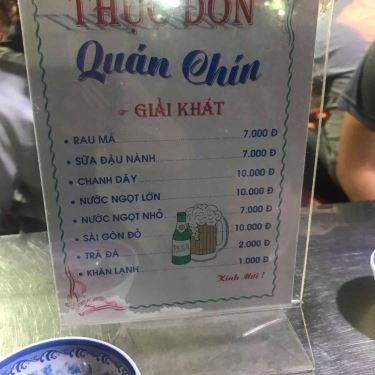 THỰC ĐƠN
Quán Chín
GIẢI KHÁT
• RAU MÁ 7.000 Đ
• SỮA ĐẬU NÀNH 7.000 Đ
• CHANH DÂY 10.000 Đ
• NƯỚC NGỌT LỚN 10.000 Đ
• NƯỚC NGỌT NHỎ 7.000 Đ
• SÀI GÒN ĐỎ 10.000 Đ
• TRÀ ĐÁ 2.000 Đ
• KHĂN LẠNH 1.000 Đ
Kính Mời !